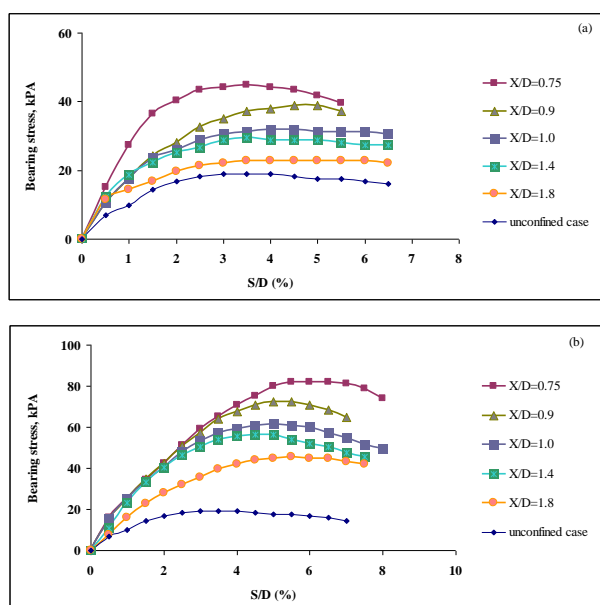 (a)
60
40
20
0
Bearing stress, kPA
0 1 2 3 4 5 6 7 8
S/D (%)
X/D=0.75
X/D=0.9
X/D=1.0
X/D=1.4
X/D=1.8
unconfined case
(b)
100
80
60
40
20
0
Bearing stress, kPA
0 2 4 6 8 10
S/D (%)
X/D=0.75
X/D=0.9
X/D=1.0
X/D=1.4
X/D=1.8
unconfined case